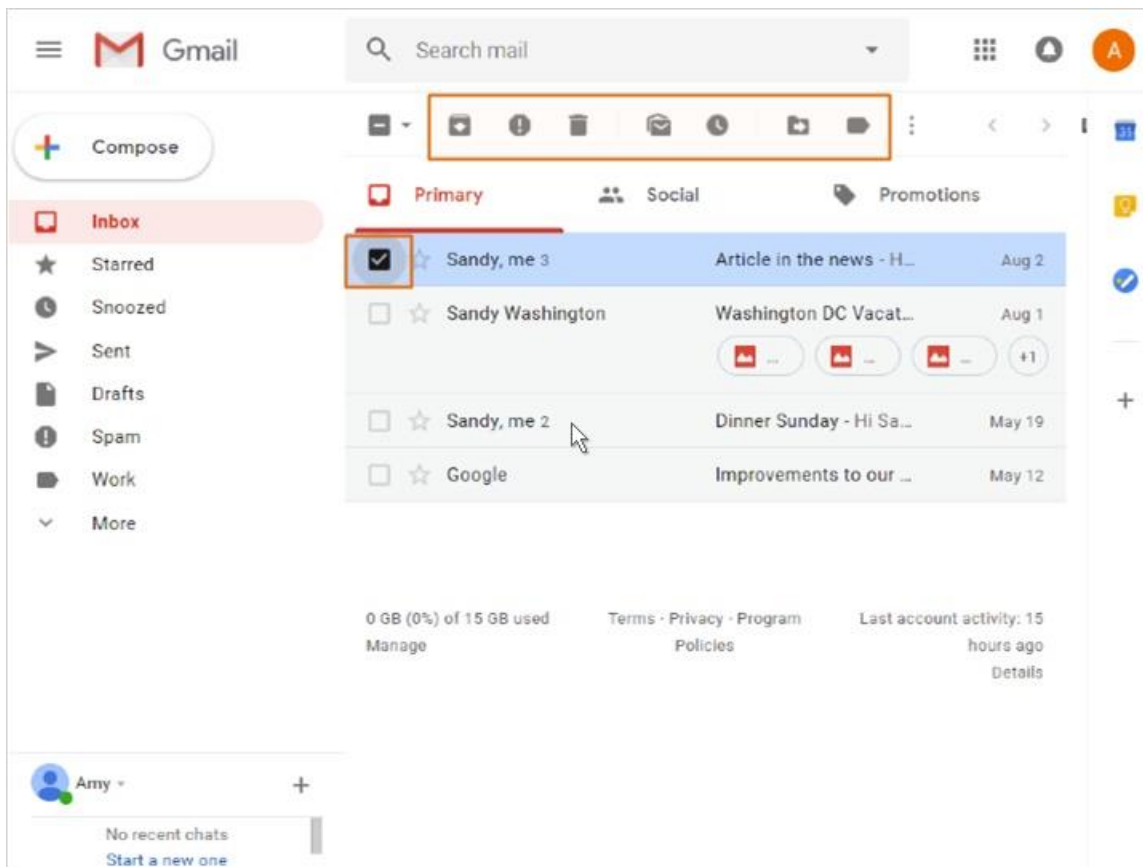 Gmail
Search mail
A
Compose
31
Primary
Social
Promotions
Inbox
Starred
Snoozed
Sent
Drafts
Spam
Work
More
Sandy, me 3 Article in the news - H... Aug 2
Sandy Washington Washington DC Vacat... Aug 1
... ... ... +1
Sandy, me 2 Dinner Sunday - Hi Sa... May 19
Google Improvements to our ... May 12
0 GB (0%) of 15 GB used
Manage
Terms · Privacy · Program
Policies
Last account activity: 15
hours ago
Details
Amy
No recent chats
Start a new one